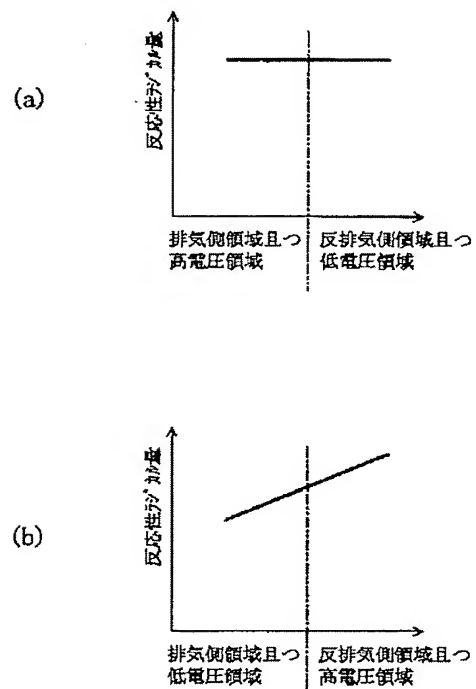 (a)
反応性ラジカル量
排気側領域且つ
高電圧領域
反排気側領域且つ
低電圧領域
(b)
反応性ラジカル量
排気側領域且つ
低電圧領域
反排気側領域且つ
高電圧領域